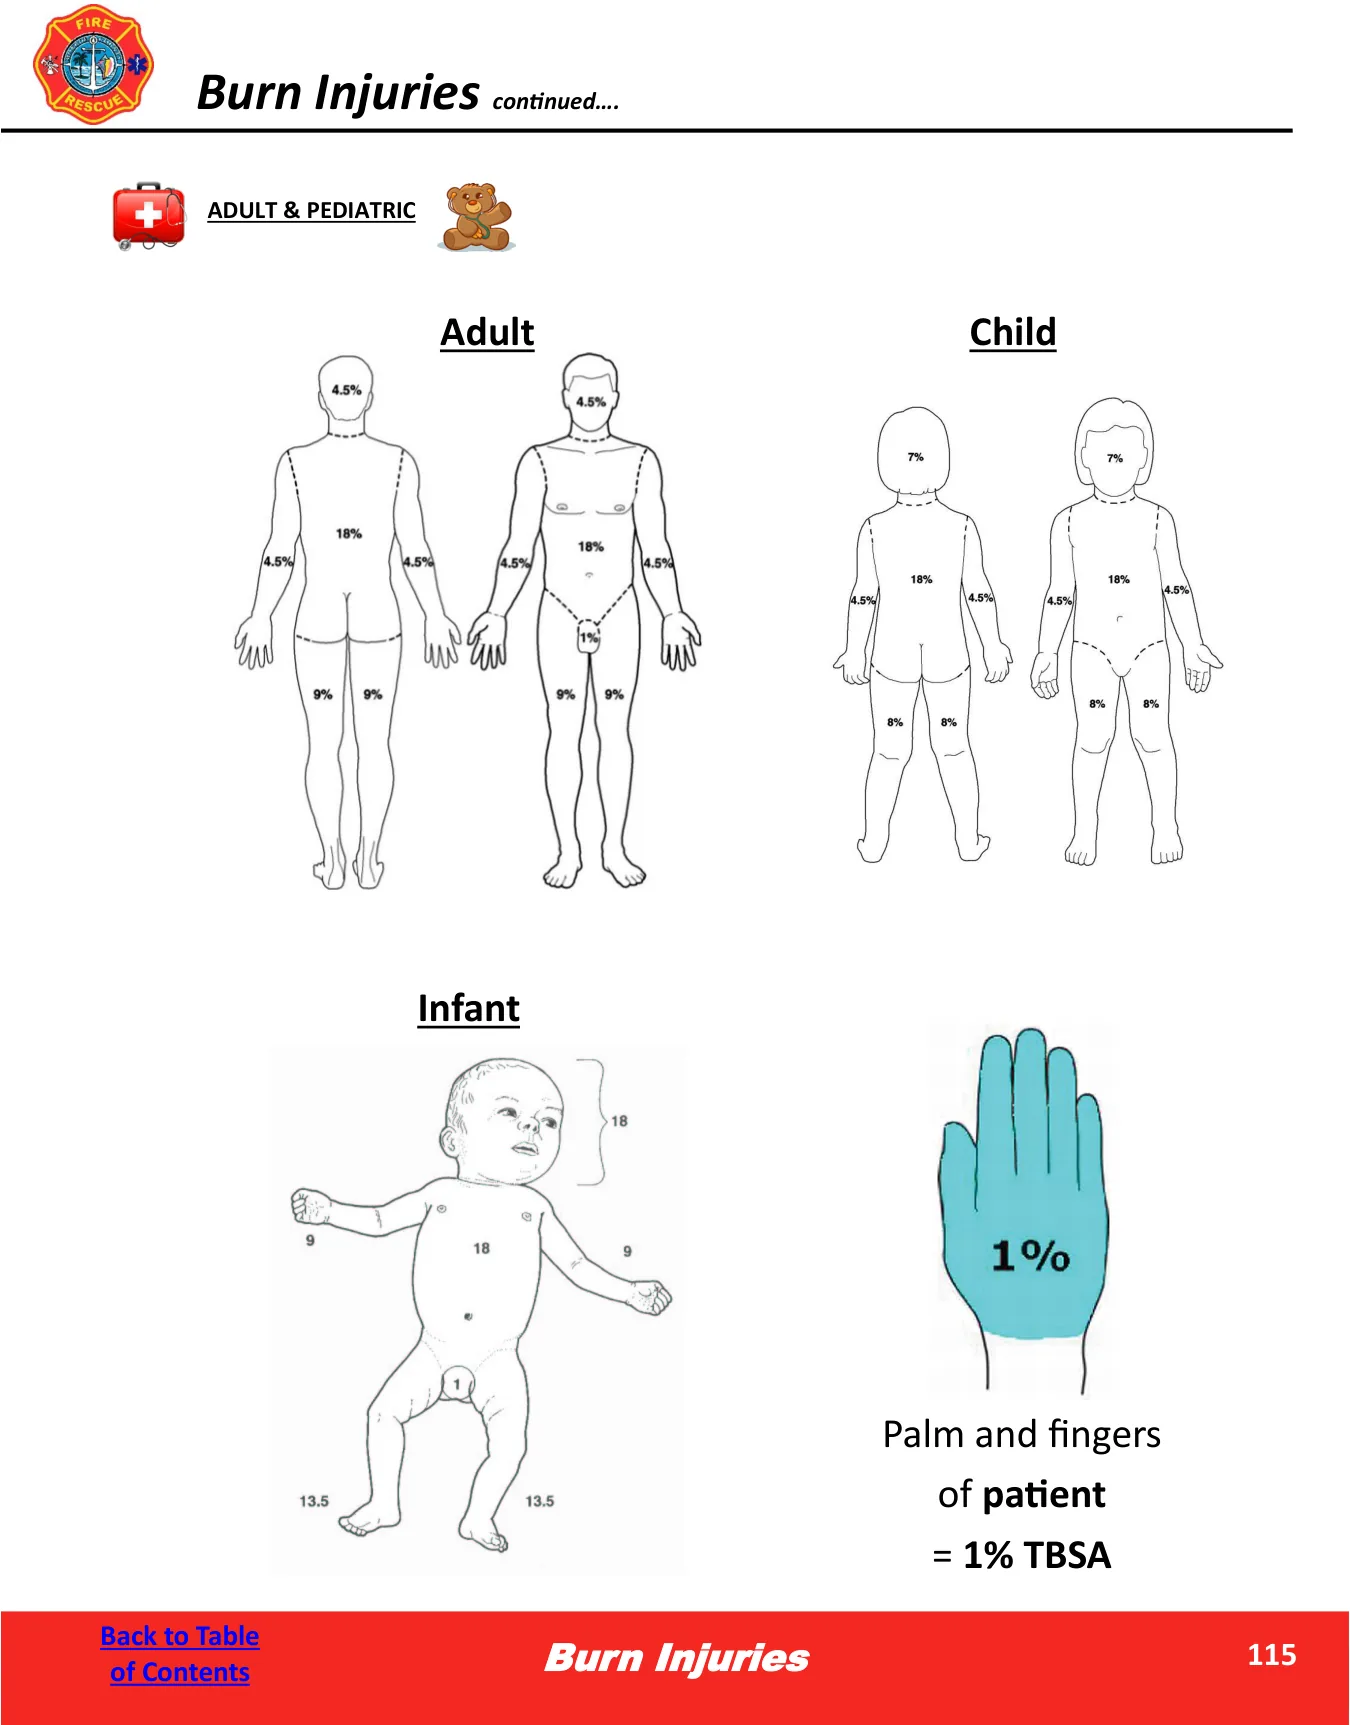 FIRE
RESCUE
Burn Injuries continued....
ADULT & PEDIATRIC
Adult
Child
4.5%
4.5%
7%
7%
18%
18%
18%
18%
4.5%
4.5%
4.5%
4.5%
4.5%
4.5%
4.5%
4.5%
1%
9%
9%
9%
9%
8%
8%
8%
8%
Infant
18
9
18
9
1
13.5
13.5
1%
Palm and fingers
of patient
= 1% TBSA
Back to Table
of Contents
Burn Injuries
115